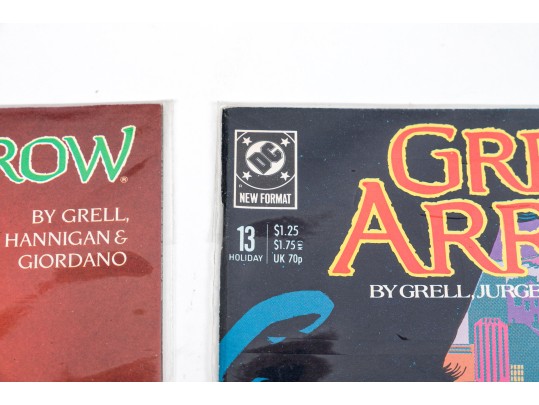 ROW®
BY GRELL,
HANNIGAN &
GIORDANO
DC
NEW FORMAT
13
HOLIDAY
$1.25
$1.75
UK 70p
GRE
ARR
BY GRELL, JURGE